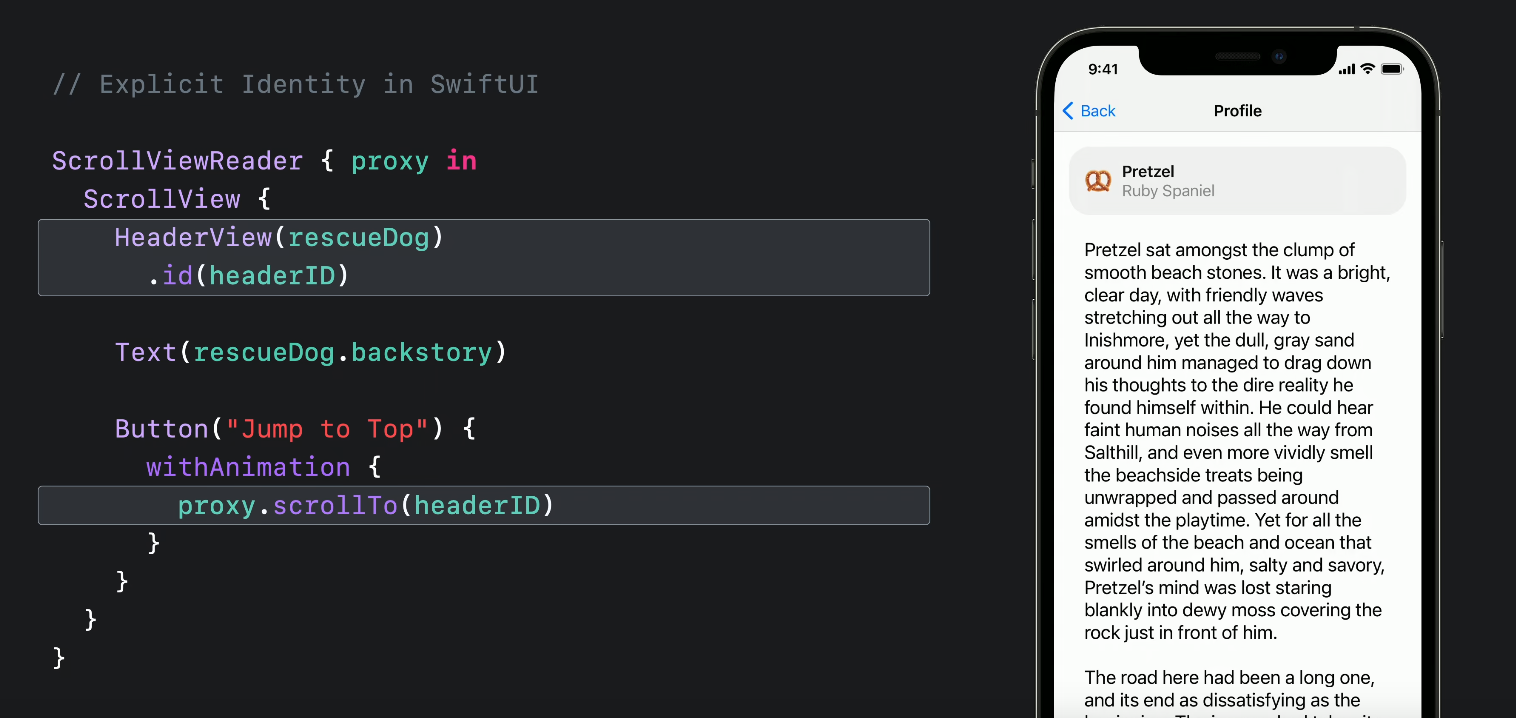 // Explicit Identity in SwiftUI
ScrollViewReader { proxy in
ScrollView {
HeaderView(rescueDog)
.id(headerID)
Text(rescueDog.backstory)
Button("Jump to Top") {
withAnimation {
proxy.scrollTo(headerID)
}
}
}
}
9:41
Back
Profile
Pretzel
Ruby Spaniel
Pretzel sat amongst the clump of
smooth beach stones. It was a bright,
clear day, with friendly waves
stretching out all the way to
Inishmore, yet the dull, gray sand
around him managed to drag down
his thoughts to the dire reality he
found himself within. He could hear
faint human noises all the way from
Salthill, and even more vividly smell
the beachside treats being
unwrapped and passed around
amidst the playtime. Yet for all the
smells of the beach and ocean that
swirled around him, salty and savory,
Pretzel’s mind was lost staring
blankly into dewy moss covering the
rock just in front of him.
The road here had been a long one,
and its end as dissatisfying as the